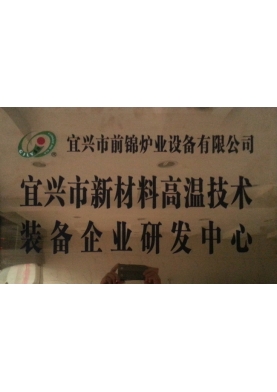 宜兴市前锦炉业设备有限公司
宜兴市新材料高温技术
装备企业研发中心